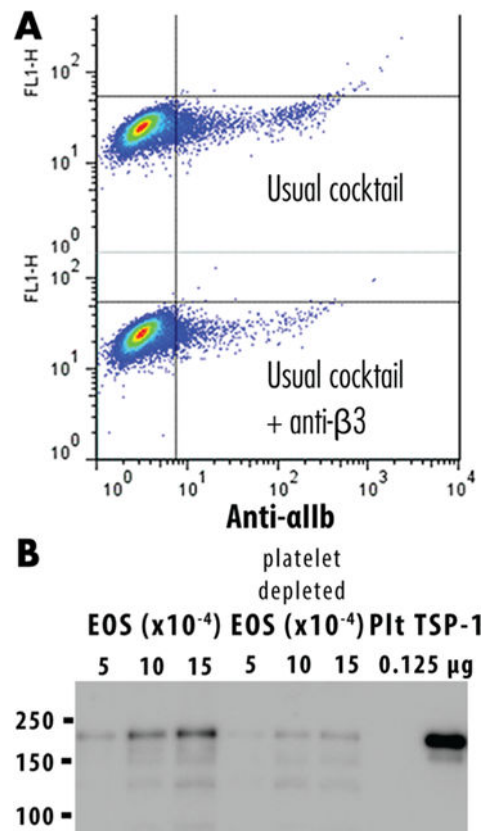 A
FL1-H
10²
10¹
10⁰
Usual cocktail
FL1-H
10²
10¹
10⁰
Usual cocktail
+ anti-β3
10⁰ 10¹ 10² 10³ 10⁴
Anti-αIIb
B
platelet
depleted
EOS (x10⁻⁴) EOS (x10⁻⁴) Plt TSP-1
5 10 15 5 10 15 0.125 µg
250
150
100